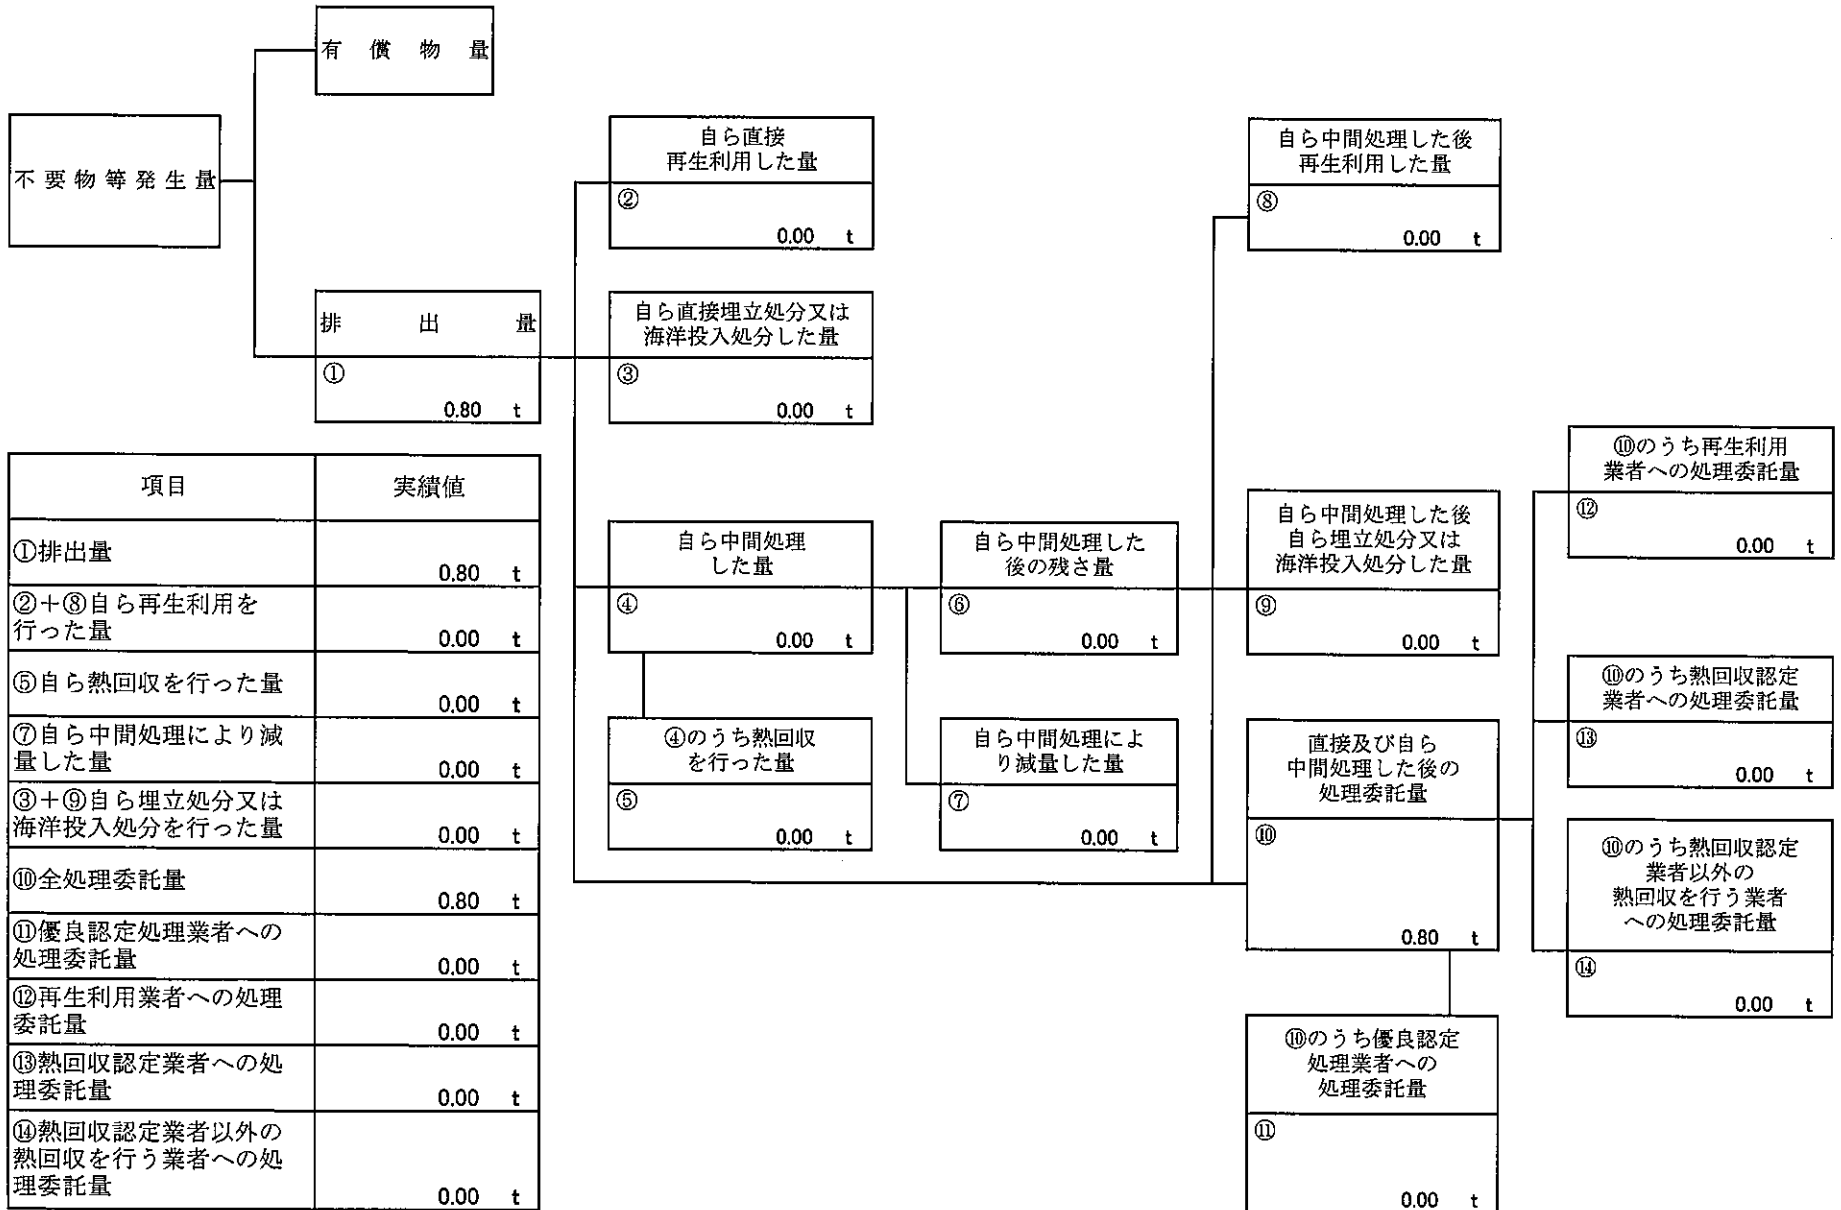 有償物量
不要物等発生量
排出量
①
0.80 t
自ら直接
再生利用した量
②
0.00 t
自ら直接埋立処分又は
海洋投入処分した量
③
0.00 t
自ら中間処理
した量
④
0.00 t
④のうち熱回収
を行った量
⑤
0.00 t
自ら中間処理した
後の残さ量
⑥
0.00 t
自ら中間処理によ
り減量した量
⑦
0.00 t
自ら中間処理した後
再生利用した量
⑧
0.00 t
自ら中間処理した後
自ら埋立処分又は
海洋投入処分した量
⑨
0.00 t
直接及び自ら
中間処理した後の
処理委託量
⑩
0.80 t
⑩のうち優良認定
処理業者への
処理委託量
⑪
0.00 t
⑩のうち再生利用
業者への処理委託量
⑫
0.00 t
⑩のうち熱回収認定
業者への処理委託量
⑬
0.00 t
⑩のうち熱回収認定
業者以外の
熱回収を行う業者
への処理委託量
⑭
0.00 t
項目 実績値
①排出量
0.80 t
②+⑧自ら再生利用を
行った量
0.00 t
⑤自ら熱回収を行った量
0.00 t
⑦自ら中間処理により減
量した量
0.00 t
③+⑨自ら埋立処分又は
海洋投入処分を行った量
0.00 t
⑩全処理委託量
0.80 t
⑪優良認定処理業者への
処理委託量
0.00 t
⑫再生利用業者への処理
委託量
0.00 t
⑬熱回収認定業者への処
理委託量
0.00 t
⑭熱回収認定業者以外の
熱回収を行う業者への処
理委託量
0.00 t